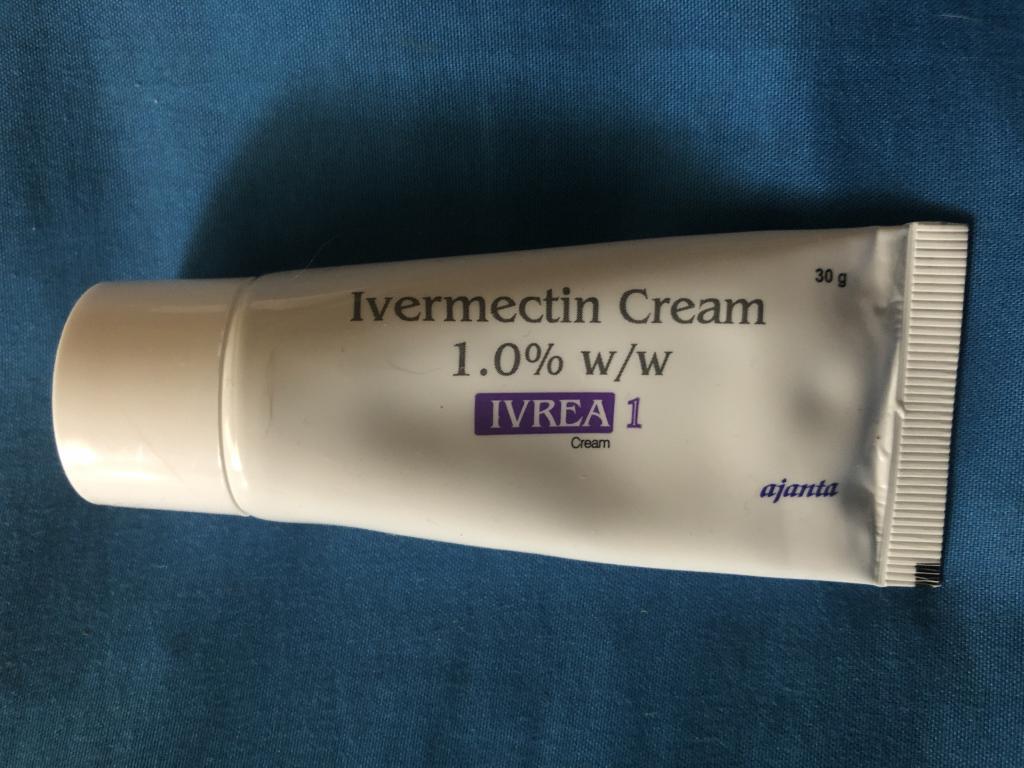 30 g
Ivermectin Cream
1.0% w/w
IVREA 1
Cream
ajanta